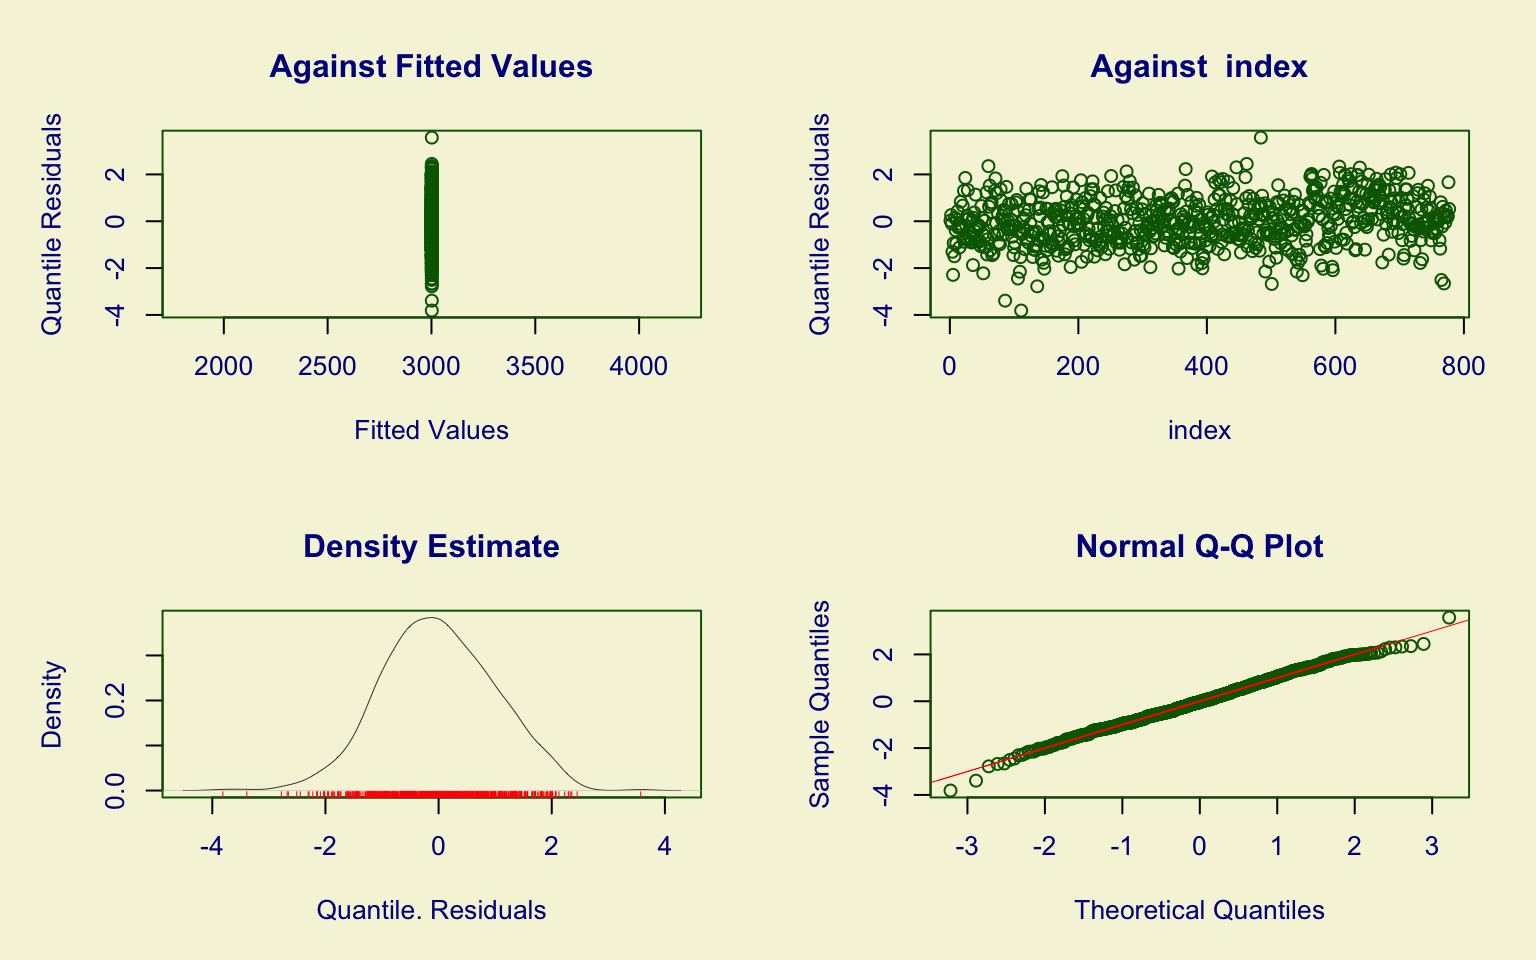 Against Fitted Values
Quantile Residuals
2
0
-2
-4
2000 2500 3000 3500 4000
Fitted Values
Against  index
Quantile Residuals
2
0
-2
-4
0 200 400 600 800
index
Density Estimate
Density
0.2
0.0
-4 -2 0 2 4
Quantile. Residuals
Normal Q-Q Plot
Sample Quantiles
2
0
-2
-4
-3 -2 -1 0 1 2 3
Theoretical Quantiles